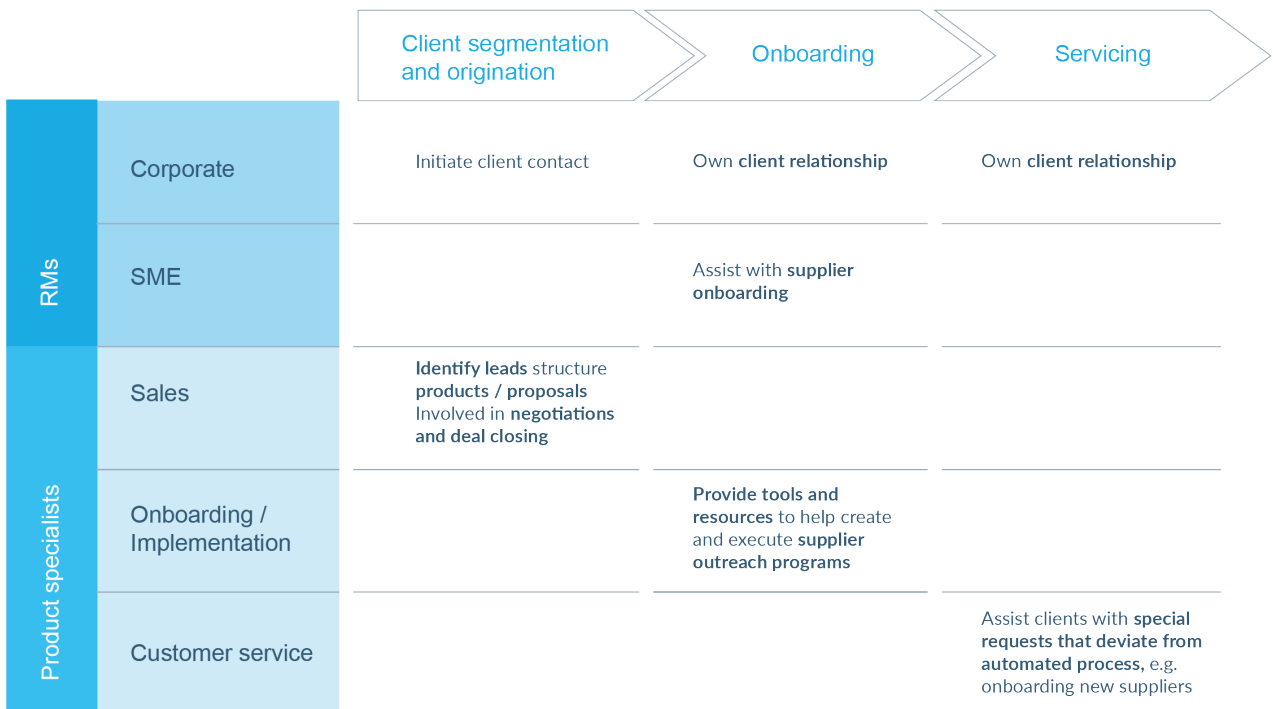 Client segmentation
and origination
Onboarding
Servicing
RMs
Corporate
Initiate client contact
Own client relationship
Own client relationship
SME
Assist with supplier
onboarding
Product specialists
Sales
Identify leads structure
products / proposals
Involved in negotiations
and deal closing
Onboarding /
Implementation
Provide tools and
resources to help create
and execute supplier
outreach programs
Customer service
Assist clients with special
requests that deviate from
automated process, e.g.
onboarding new suppliers